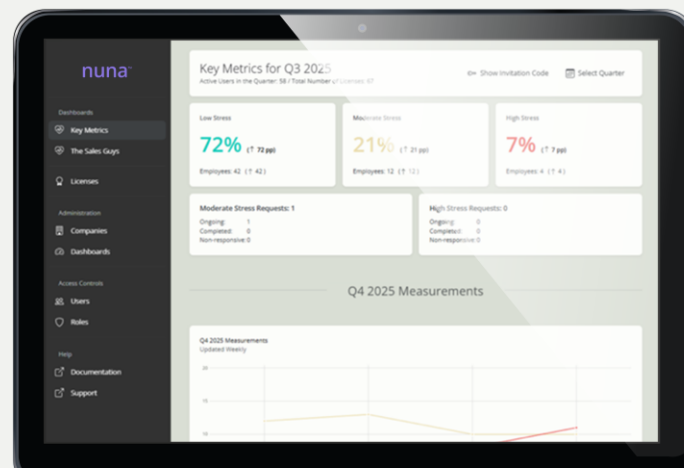 nuna™
Dashboards
Key Metrics
The Sales Guys
Licenses
Administration
Companies
Dashboards
Access Controls
Users
Roles
Help
Documentation
Support
Key Metrics for Q3 2025
Active Users in the Quarter: 58 / Total Number of Licenses: 67
Show Invitation Code
Select Quarter
Low Stress
72% (↑ 72 pp)
Employees: 42 (↑ 42)
Moderate Stress
21% (↑ 21 pp)
Employees: 12 (↑ 12)
High Stress
7% (↑ 7 pp)
Employees: 4 (↑ 4)
Moderate Stress Requests: 1
Ongoing: 1
Completed: 0
Non-responsive: 0
High Stress Requests: 0
Ongoing: 0
Completed: 0
Non-responsive: 0
Q4 2025 Measurements
Q4 2025 Measurements
Updated Weekly